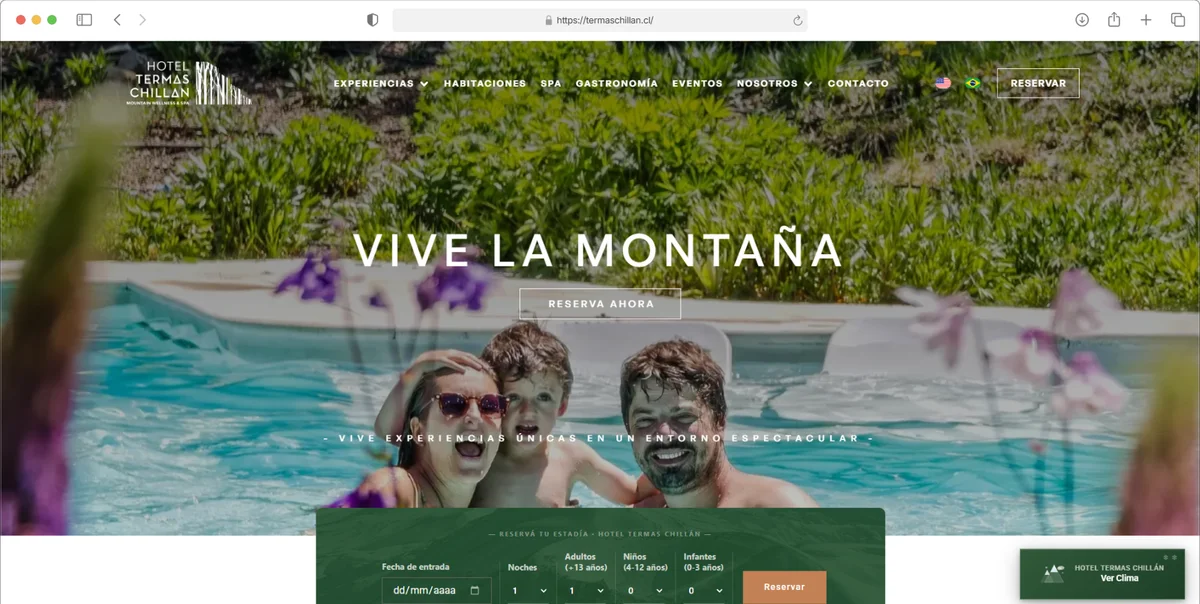 https://termaschillan.cl/
HOTEL
TERMAS
CHILLÁN
MOUNTAIN WELLNESS & SPA
EXPERIENCIAS
HABITACIONES
SPA
GASTRONOMÍA
EVENTOS
NOSOTROS
CONTACTO
RESERVAR
VIVE LA MONTAÑA
RESERVA AHORA
- VIVE EXPERIENCIAS ÚNICAS EN UN ENTORNO ESPECTACULAR -
— RESERVÁ TU ESTADÍA - HOTEL TERMAS CHILLÁN —
Fecha de entrada
dd/mm/aaaa
Noches
1
Adultos
(+13 años)
1
Niños
(4-12 años)
0
Infantes
(0-3 años)
0
Reservar
HOTEL TERMAS CHILLÁN
Ver Clima